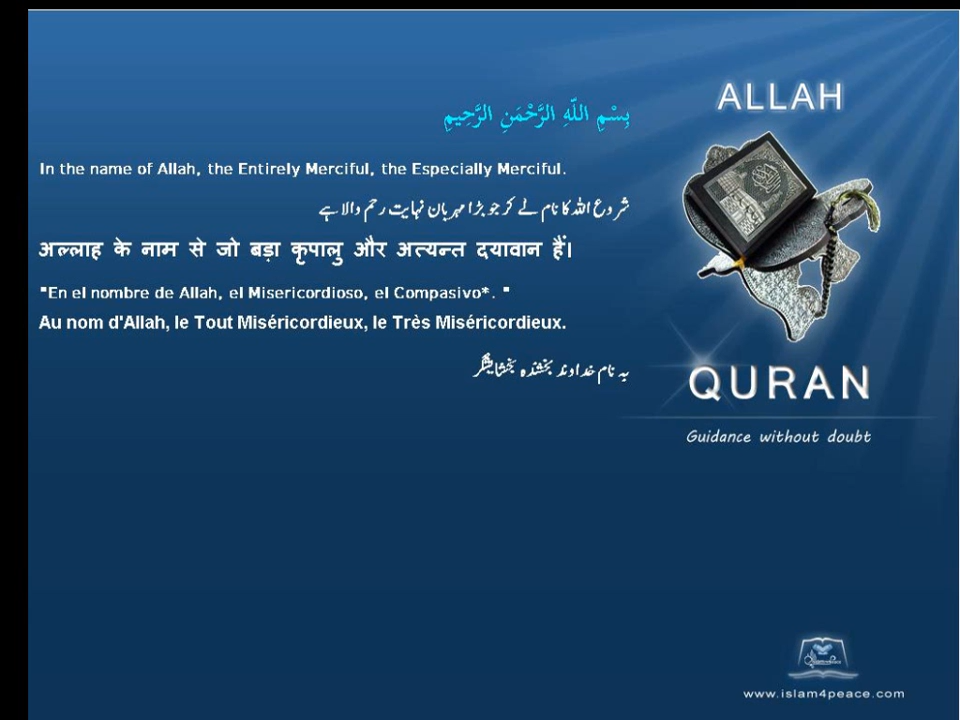 بِسْمِ اللّهِ الرَّحْمَنِ الرَّحِيمِ
In the name of Allah, the Entirely Merciful, the Especially Merciful.
شروع اللہ کا نام لے کر جو بڑا مہربان نہایت رحم والا ہے
अल्लाह के नाम से जो बड़ा कृपालु और अत्यन्त दयावान हैं।
"En el nombre de Allah, el Misericordioso, el Compasivo*. "
Au nom d'Allah, le Tout Miséricordieux, le Très Miséricordieux.
به نام خداوند بخشنده بخشایشگر
ALLAH
QURAN
Guidance without doubt
www.islam4peace.com